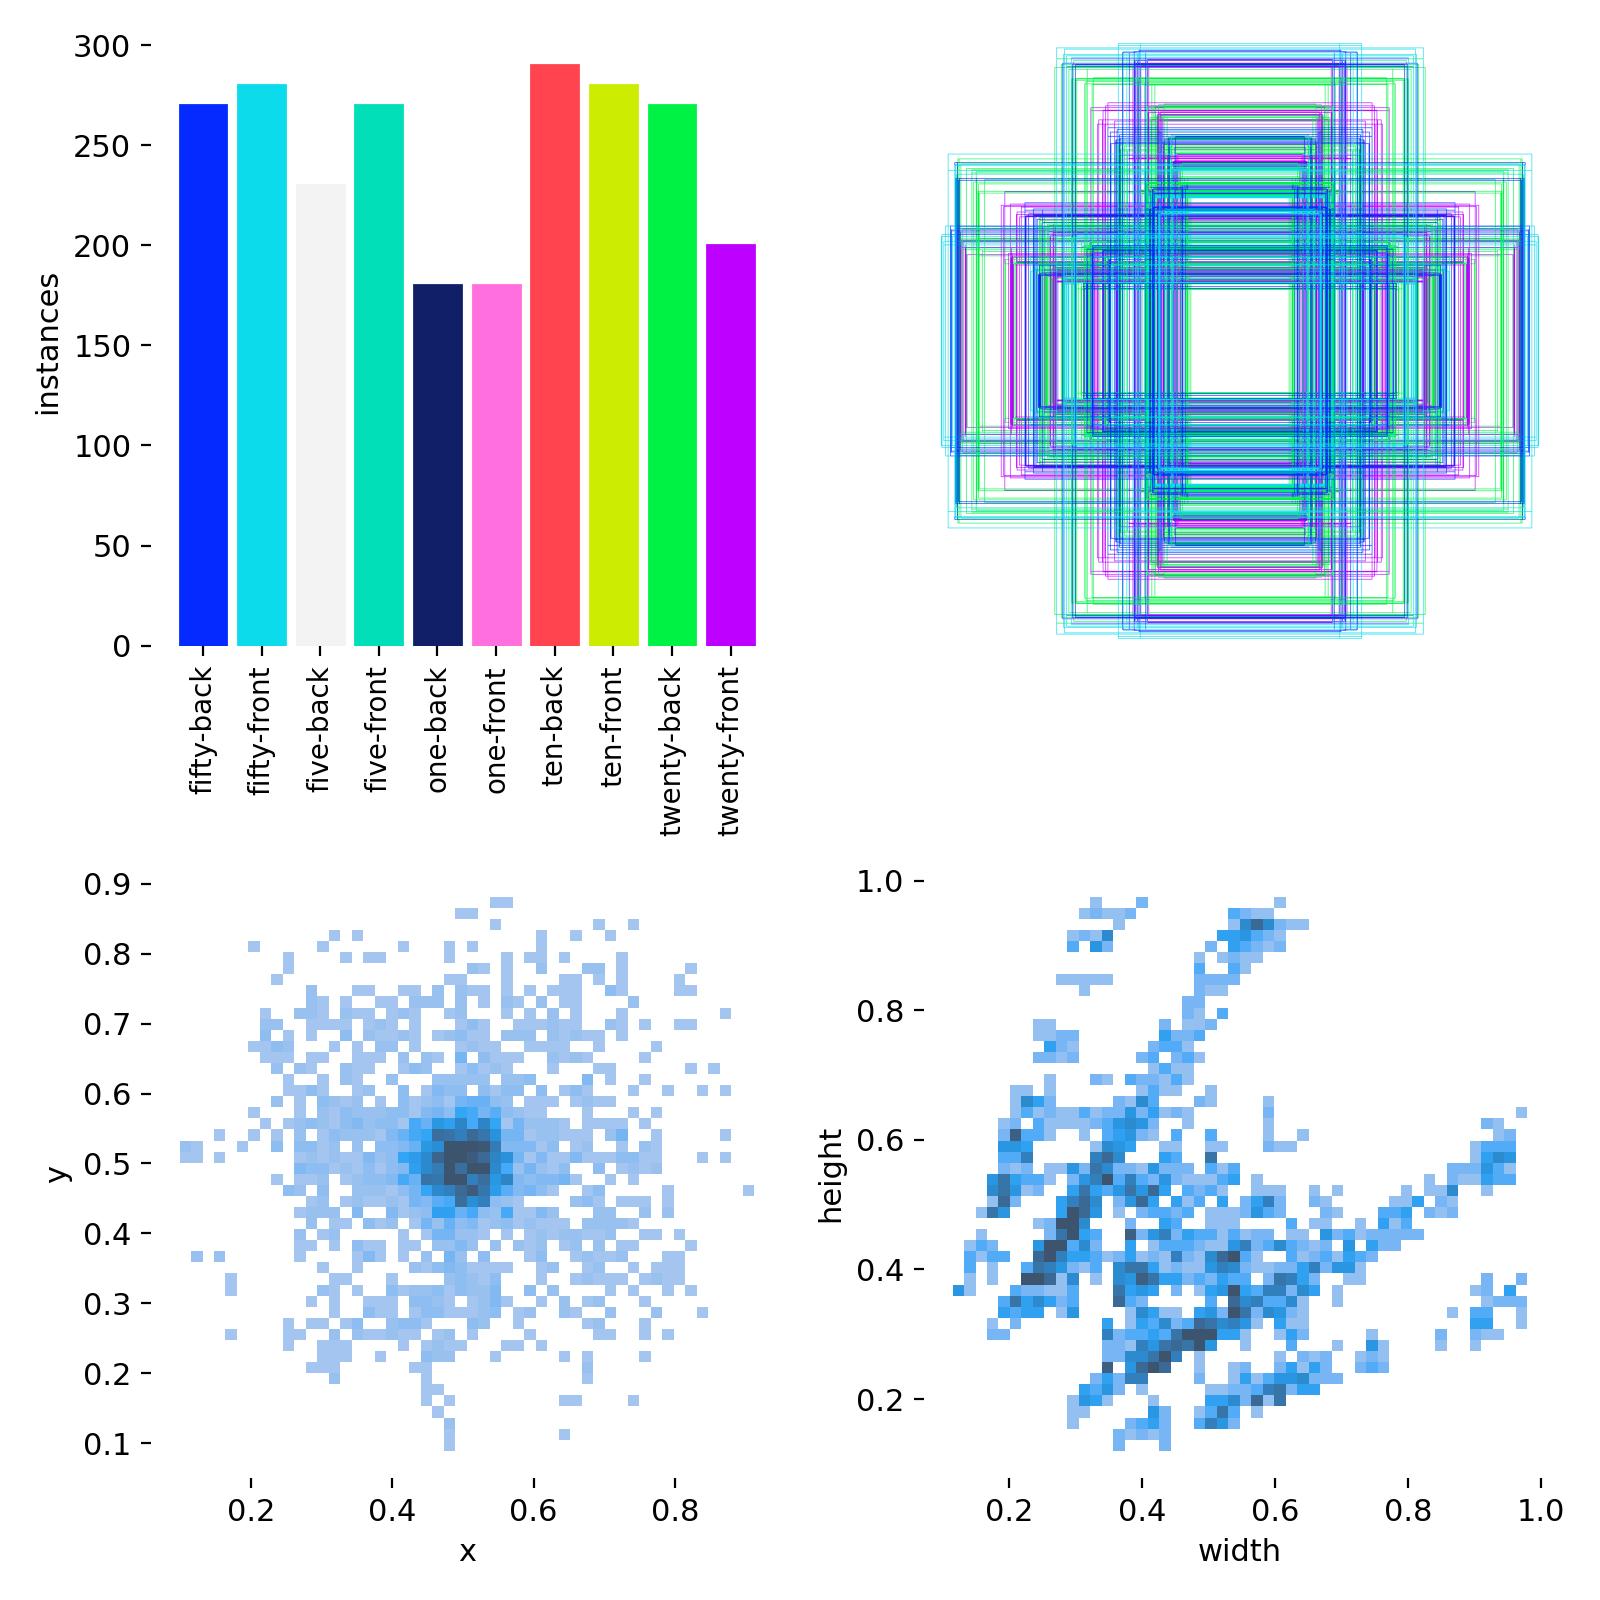 300
250
200
150
100
50
0
instances
fifty-back
fifty-front
five-back
five-front
one-back
one-front
ten-back
ten-front
twenty-back
twenty-front
0.9
0.8
0.7
0.6
0.5
0.4
0.3
0.2
0.1
y
0.2 0.4 0.6 0.8
x
1.0
0.8
0.6
0.4
0.2
height
0.2 0.4 0.6 0.8 1.0
width